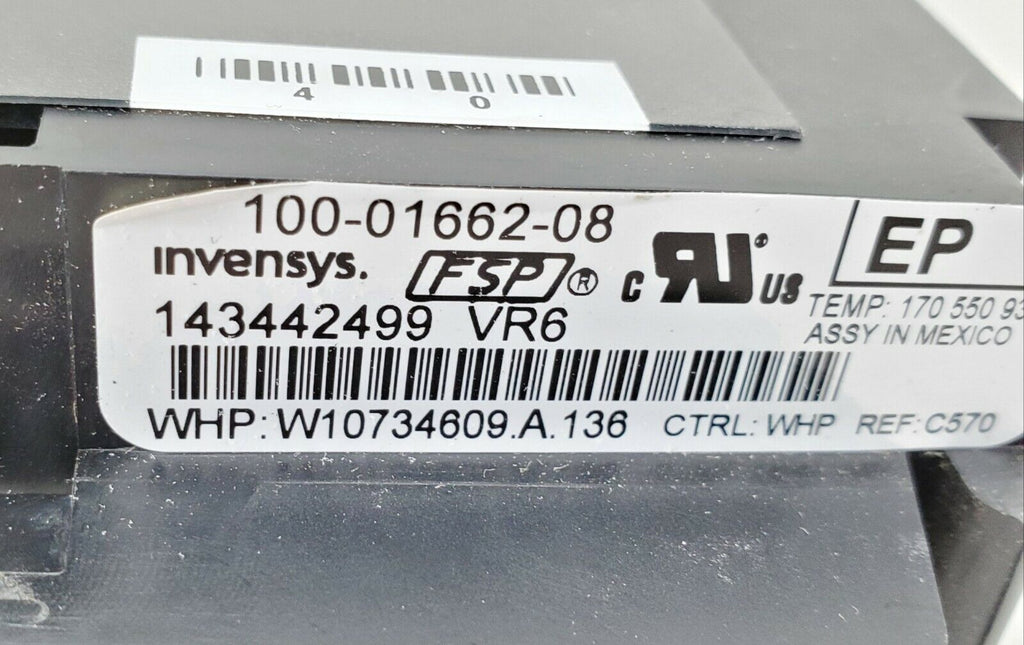 4 0
100-01662-08
invensys. FSP® c RU® US
EP
143442499 VR6
TEMP: 170 550 93
ASSY IN MEXICO
WHP: W10734609.A.136 CTRL: WHP REF: C570